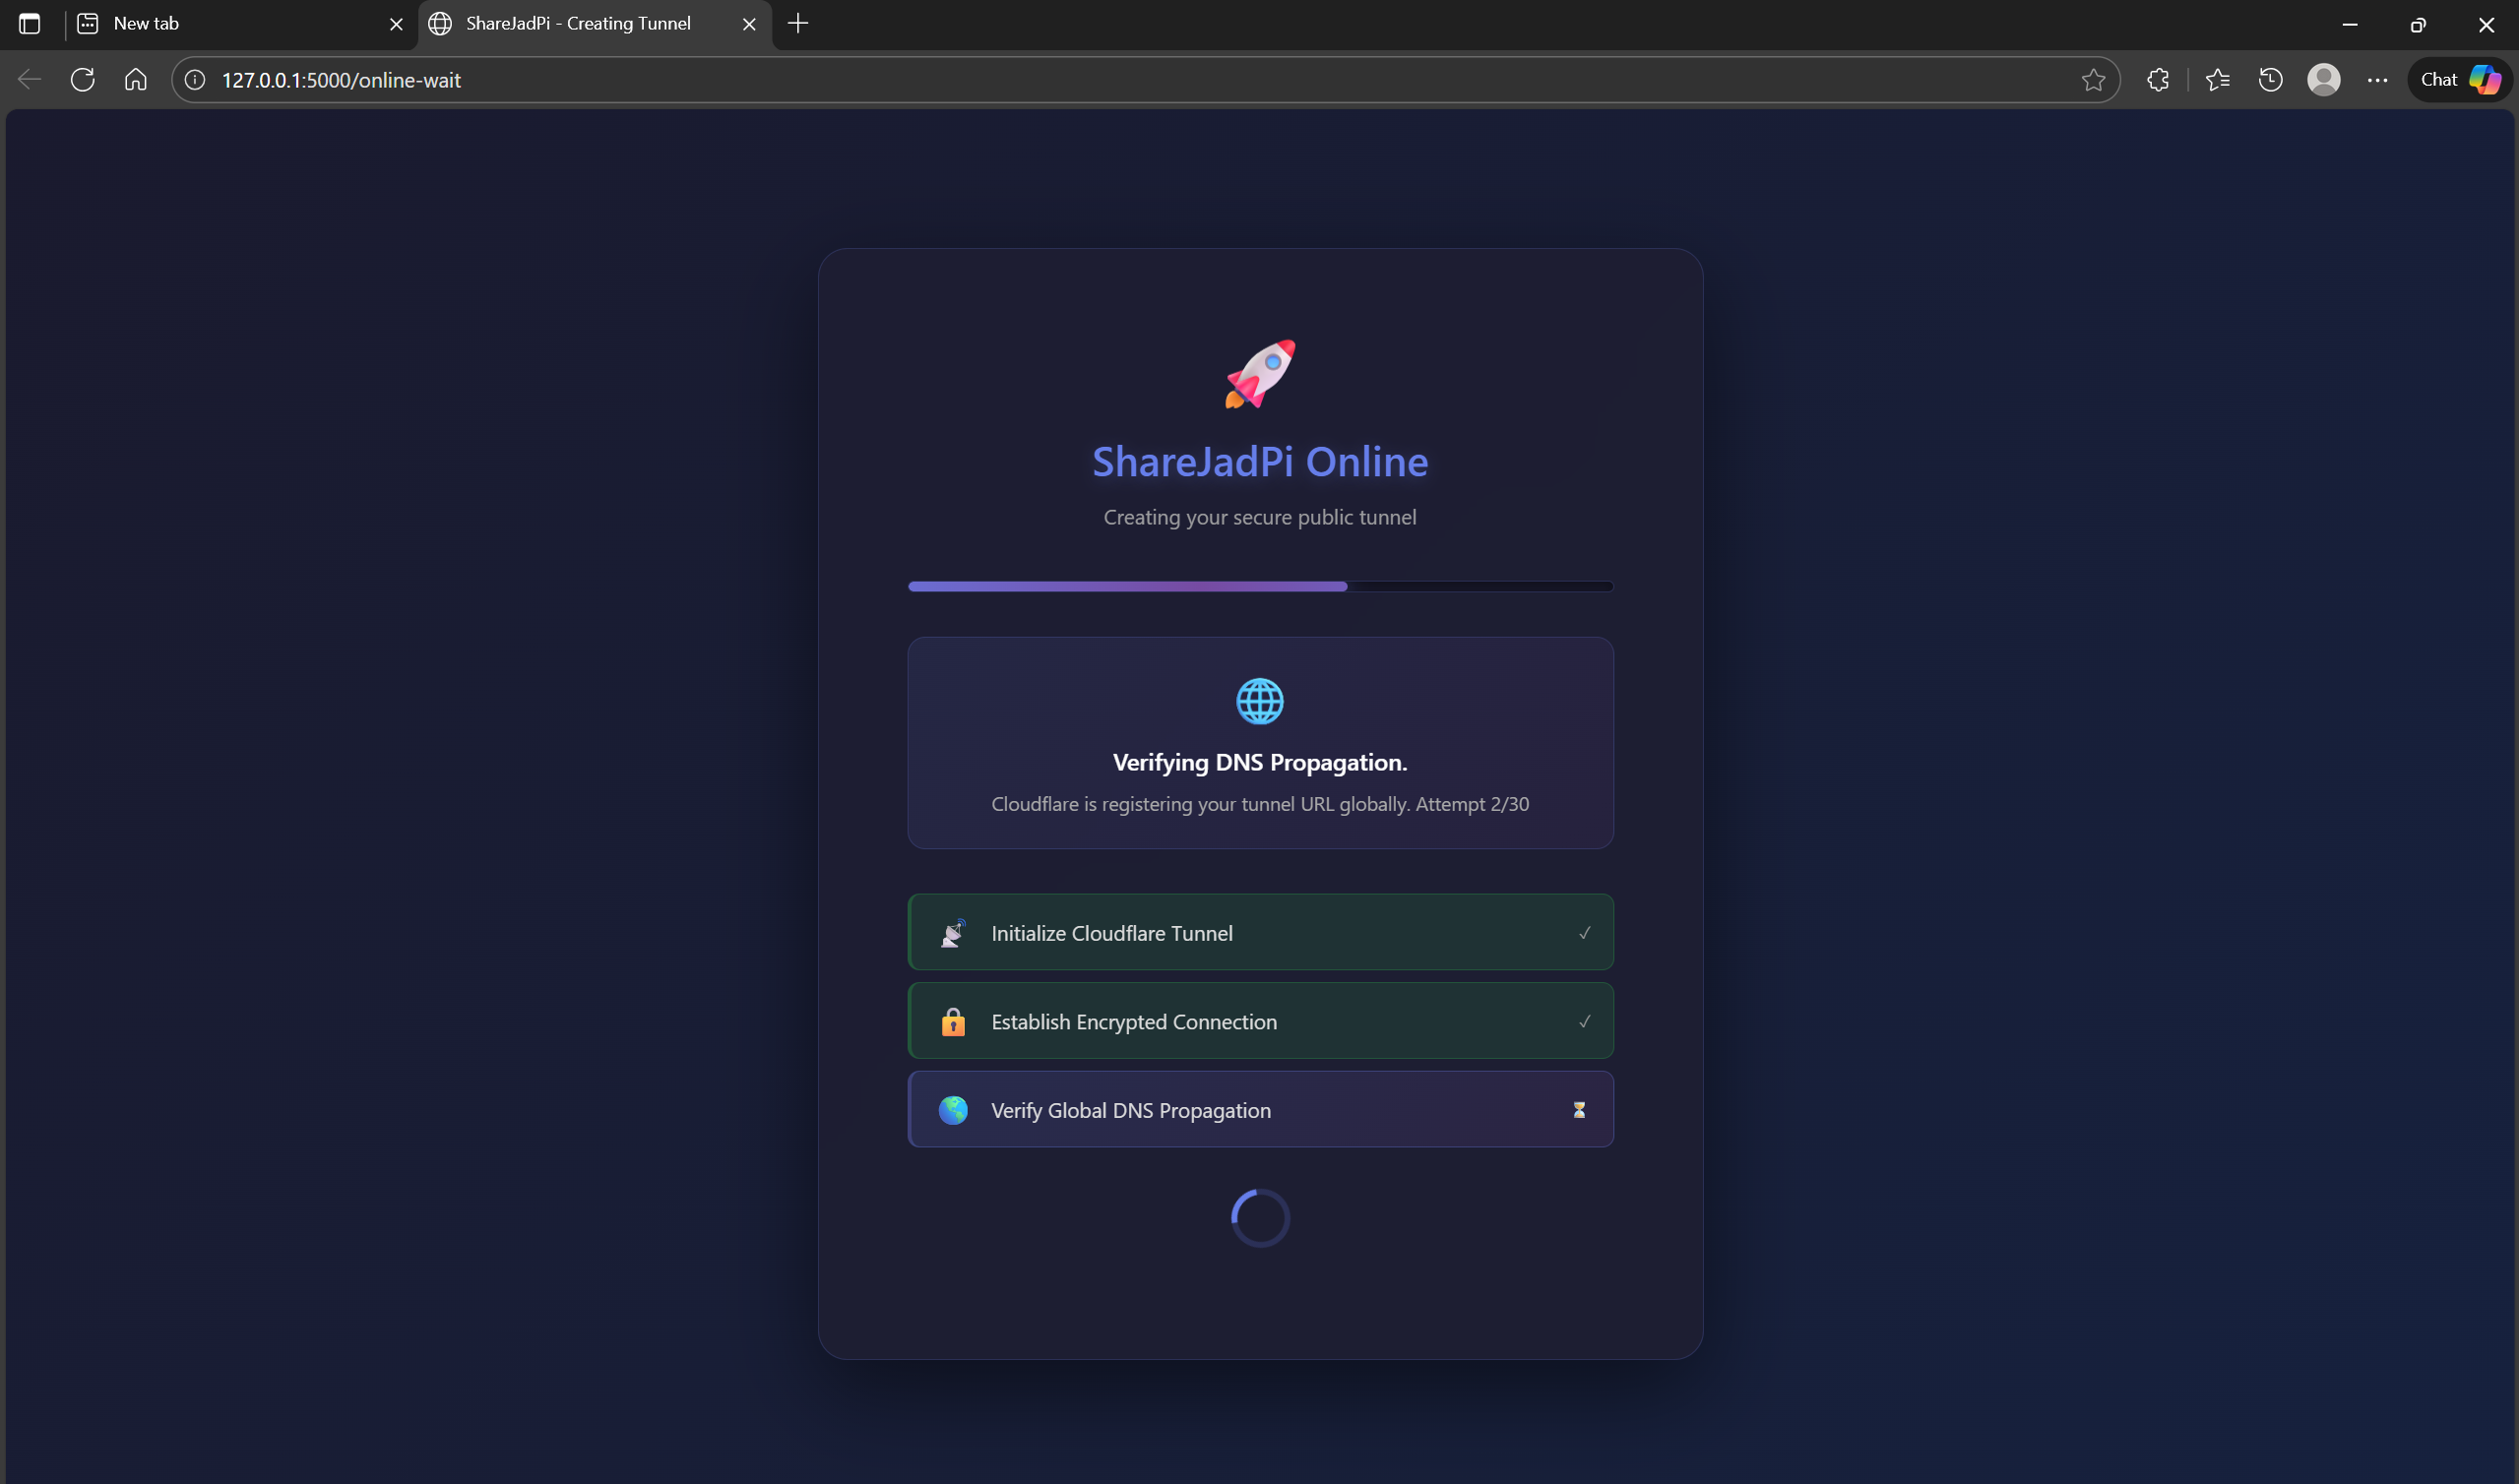 New tab
ShareJadPi - Creating Tunnel
127.0.0.1:5000/online-wait
Chat
ShareJadPi Online
Creating your secure public tunnel
Verifying DNS Propagation.
Cloudflare is registering your tunnel URL globally. Attempt 2/30
Initialize Cloudflare Tunnel
Establish Encrypted Connection
Verify Global DNS Propagation